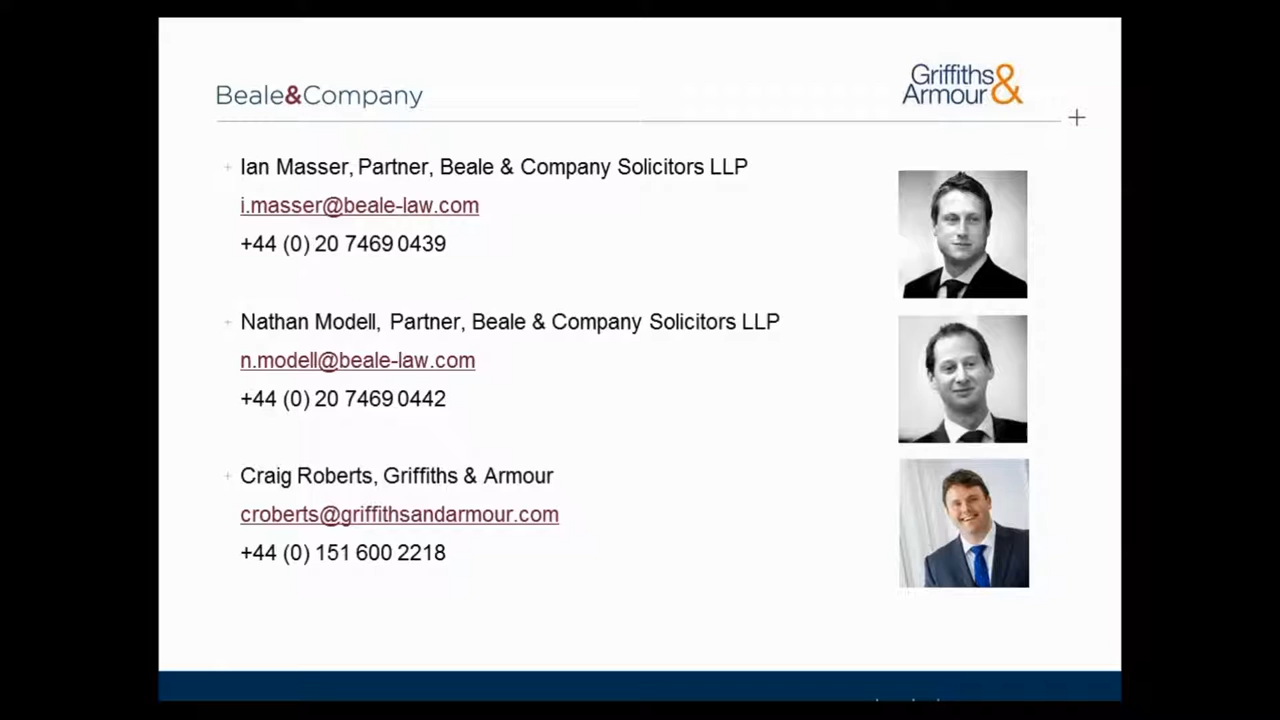 Beale&Company
Griffiths&
Armour
Ian Masser, Partner, Beale & Company Solicitors LLP
i.masser@beale-law.com
+44 (0) 20 7469 0439
Nathan Modell, Partner, Beale & Company Solicitors LLP
n.modell@beale-law.com
+44 (0) 20 7469 0442
Craig Roberts, Griffiths & Armour
croberts@griffithsandarmour.com
+44 (0) 151 600 2218